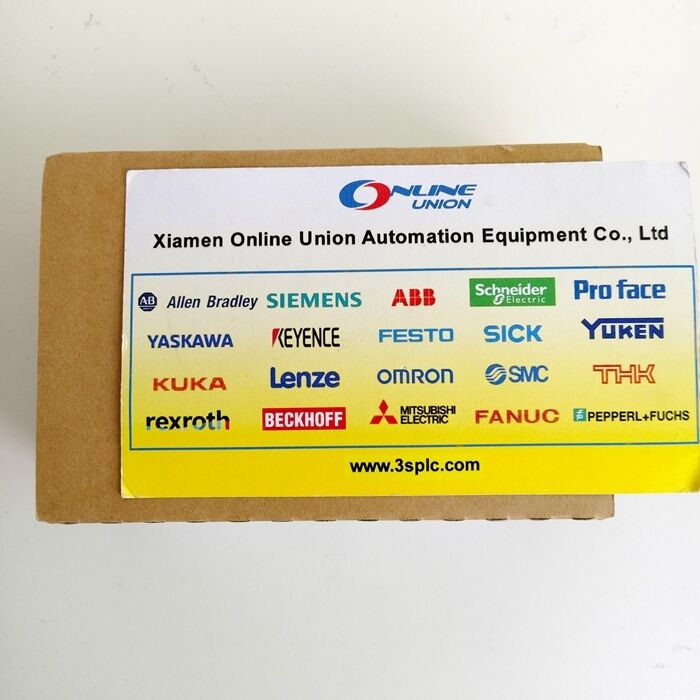 ONLINE
UNION
Xiamen Online Union Automation Equipment Co., Ltd
AB Allen Bradley SIEMENS ABB Schneider Electric Pro face
YASKAWA KEYENCE FESTO SICK YUKEN
KUKA Lenze OMRON SMC THK
rexroth BECKHOFF MITSUBISHI ELECTRIC FANUC PEPPERL+FUCHS
www.3splc.com